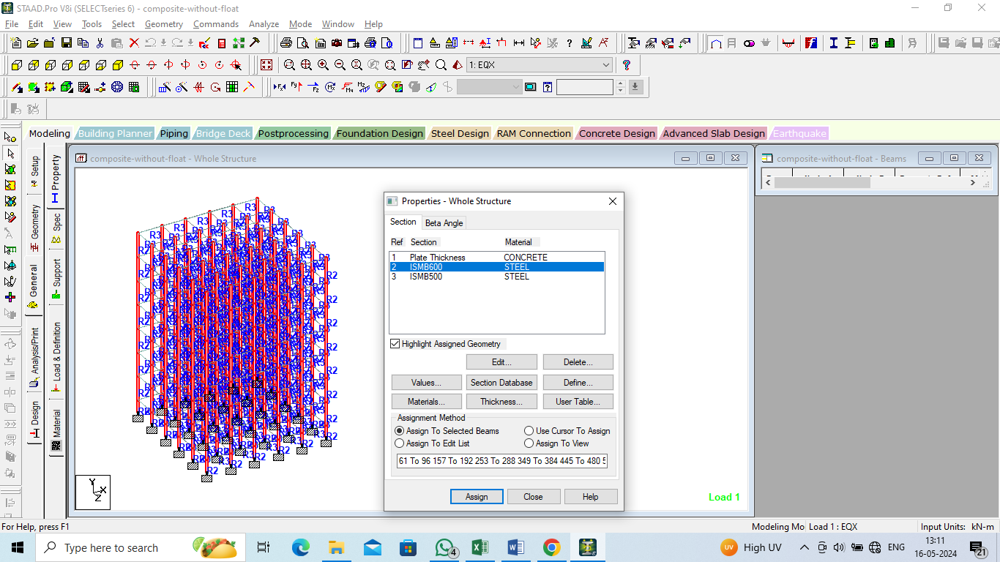 STAAD.Pro V8i (SELECTseries 6) - composite-without-float
File Edit View Tools Select Geometry Commands Analyze Mode Window Help
1: EQX
Modeling Building Planner Piping Bridge Deck Postprocessing Foundation Design Steel Design RAM Connection Concrete Design Advanced Slab Design Earthquake
Setup
Geometry
General
Analysis/Print
Design
Property
Spec
Support
Load & Definition
Material
composite-without-float - Whole Structure
composite-without-float - Beams
Load 1
Properties - Whole Structure
Section Beta Angle
Ref Section Material
1 Plate Thickness CONCRETE
2 ISMB600 STEEL
3 ISMB500 STEEL
Highlight Assigned Geometry
Edit... Delete...
Values... Section Database Define...
Materials... Thickness... User Table...
Assignment Method
Assign To Selected Beams Use Cursor To Assign
Assign To Edit List Assign To View
61 To 96 157 To 192 253 To 288 349 To 384 445 To 480
Assign Close Help
For Help, press F1
Modeling Mo Load 1 : EQX Input Units: kN-m
Type here to search
4
High UV
ENG
13:11
16-05-2024
21